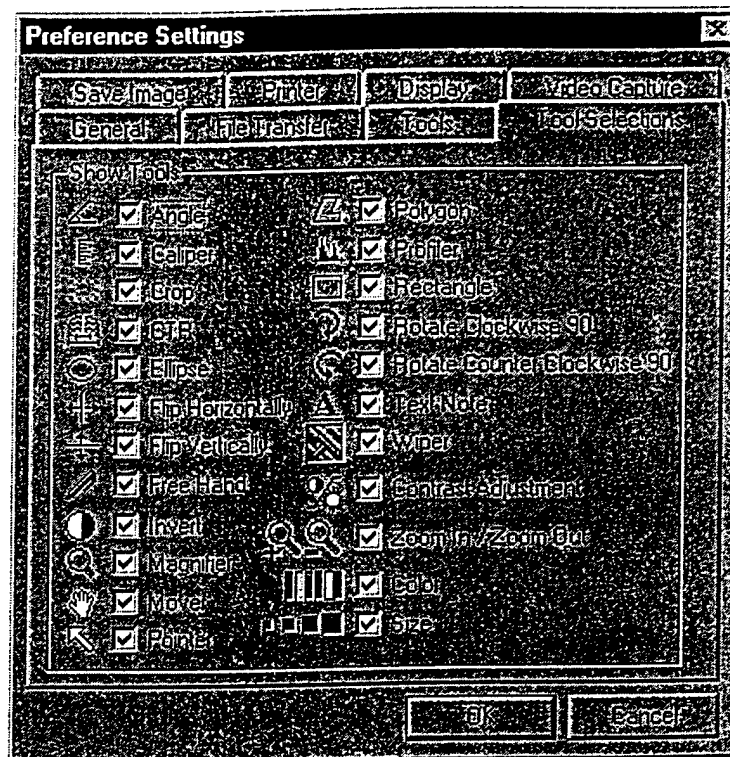 Preference Settings
Save Image Printer Display Video Capture
General File Transfer Tools Tool Selections
Show Tools
Angle
Caliper
Crop
CTR
Ellipse
Flip Horizontally
Flip Vertically
Free Hand
Invert
Magnifier
Mover
Pointer
Polygon
Profiler
Rectangle
Rotate Clockwise 90
Rotate Counter Clockwise 90
Text Note
Wiper
Contrast Adjustment
Zoom In / Zoom Out
Color
Size
OK Cancel